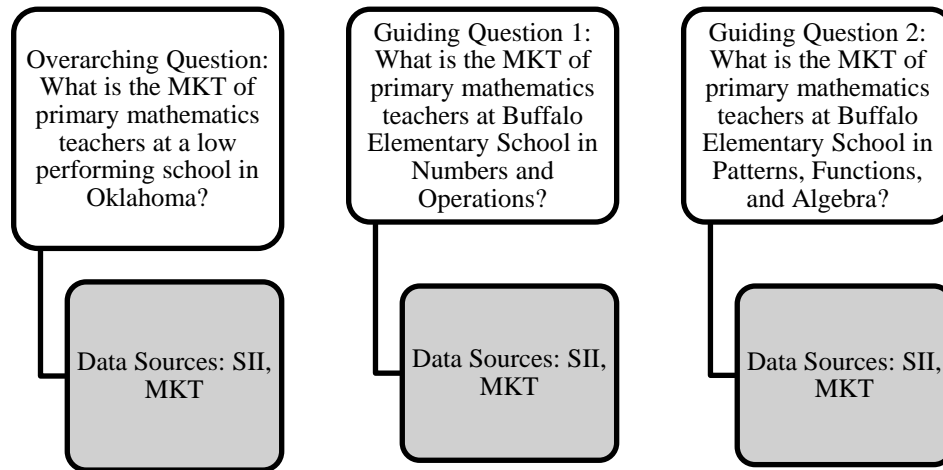 Overarching Question:
What is the MKT of
primary mathematics
teachers at a low
performing school in
Oklahoma?
Data Sources: SII,
MKT
Guiding Question 1:
What is the MKT of
primary mathematics
teachers at Buffalo
Elementary School in
Numbers and
Operations?
Data Sources: SII,
MKT
Guiding Question 2:
What is the MKT of
primary mathematics
teachers at Buffalo
Elementary School in
Patterns, Functions,
and Algebra?
Data Sources: SII,
MKT